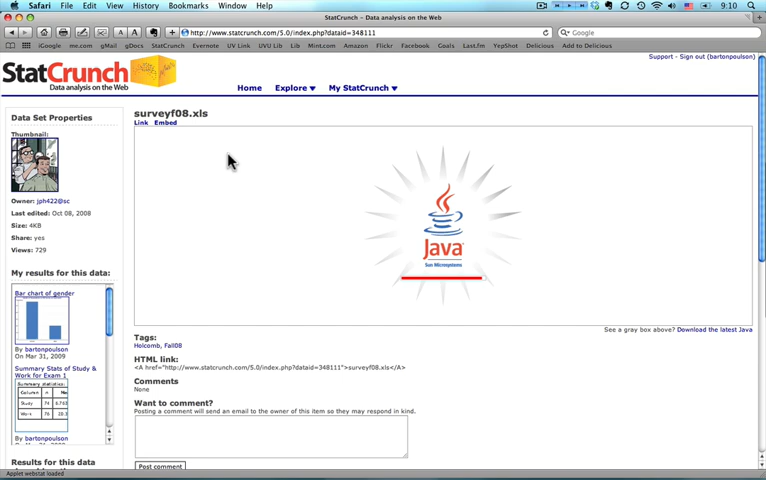 Safari File Edit View History Bookmarks Window Help 9:10
StatCrunch – Data analysis on the Web
http://www.statcrunch.com/5.0/index.php?dataid=348111 Google
iGoogle me.com gMail gDocs StatCrunch Evernote UV Link UVU Lib Mint.com Amazon Flickr Facebook Goals Last.fm YepShot Delicious Add to Delicious
Support - Sign out (bartonpoulson)
StatCrunch
Data analysis on the Web
Home Explore My StatCrunch
Data Set Properties
surveyf08.xls
Link Embed
Thumbnail:
Owner: jph422@sc
Last edited: Oct 08, 2008
Size: 4KB
Share: yes
Views: 729
Java
Sun Microsystems
My results for this data:
Bar chart of gender
By bartonpoulson
On Mar 31, 2009
Summary Stats of Study & Work for Exam 1
Summary statistics:
Column n
Study 74
Work 76
By bartonpoulson
Results for this data
See a gray box above? Download the latest Java
Tags:
Holcomb, Fall08
HTML link:
<A href="http://www.statcrunch.com/5.0/index.php?dataid=348111">surveyf08.xls</A>
Comments
None
Want to comment?
Posting a comment will send an email to the owner of this item so they may respond in kind.
Post comment
Applet webstat loaded